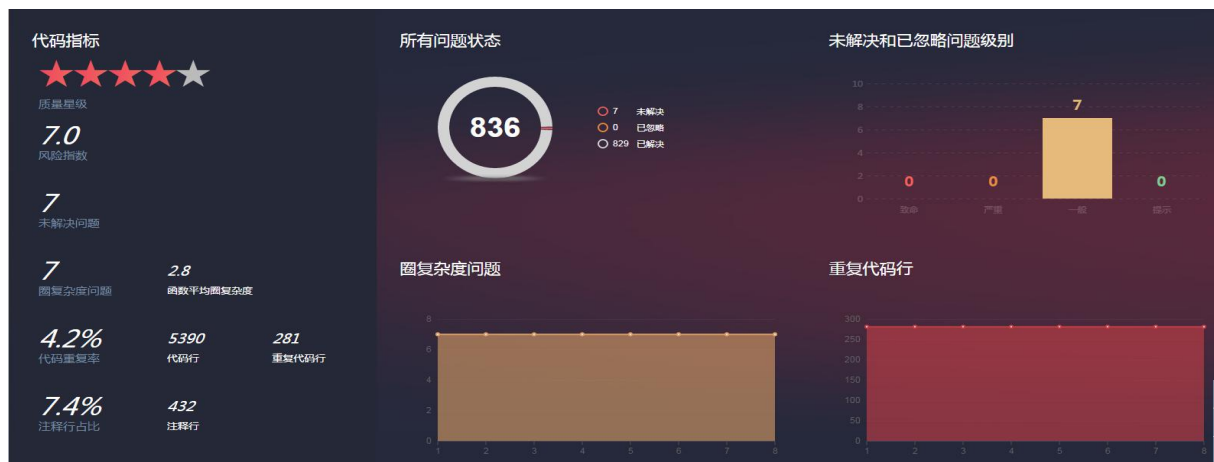 代码指标
质量星级
7.0
风险指数
7
未解决问题
7
圈复杂度问题
2.8
函数平均圈复杂度
4.2%
代码重复率
5390
代码行
281
重复代码行
7.4%
注释行占比
432
注释行
所有问题状态
836
7 未解决
0 已忽略
829 已解决
未解决和已忽略问题级别
10
8
6
4
2
0
0
0
7
0
致命
严重
一般
提示
圈复杂度问题
8
6
4
2
0
1 2 3 4 5 6 7 8
重复代码行
300
250
200
150
100
50
0
1 2 3 4 5 6 7 8